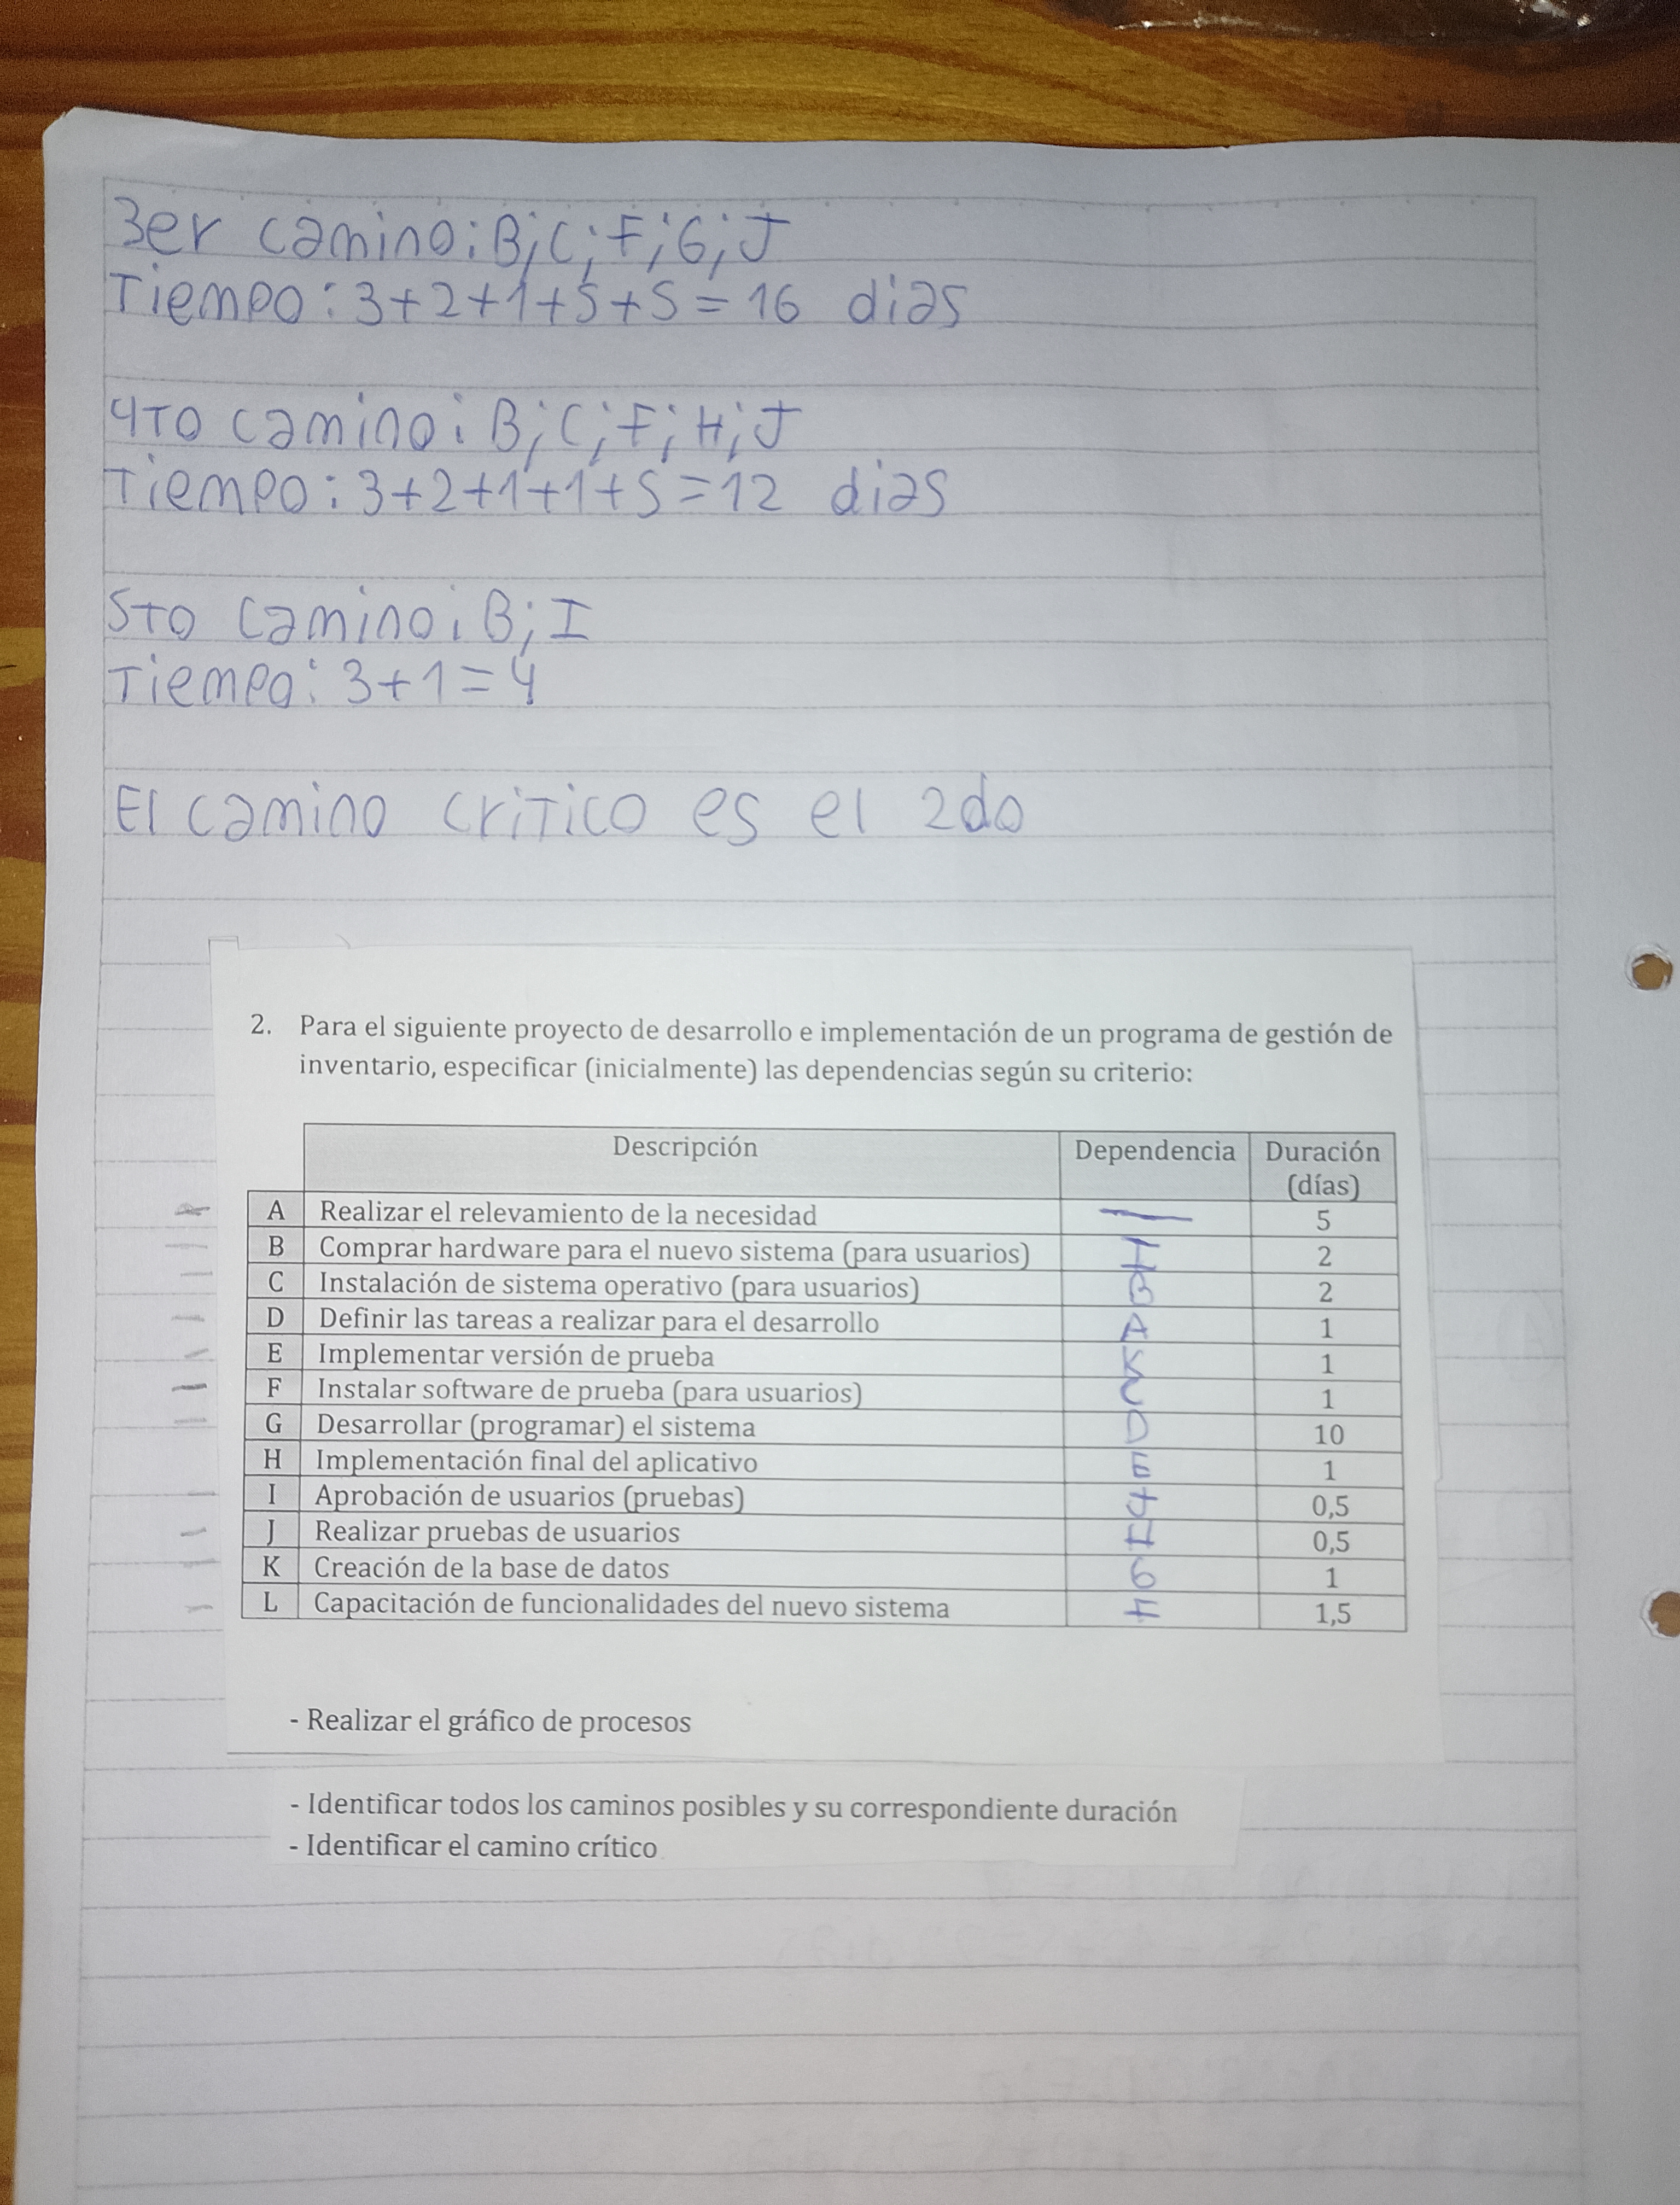 3er camino: B; C; F; G; J
Tiempo: 3+2+1+5+5=16 dias
4to camino: B; C; F; H; J
Tiempo: 3+2+1+1+5=12 dias
5to camino: B; I
Tiempo: 3+1=4
El camino critico es el 2do
2. Para el siguiente proyecto de desarrollo e implementación de un programa de gestión de
inventario, especificar (inicialmente) las dependencias según su criterio:
Descripción Dependencia Duración
(días)
A Realizar el relevamiento de la necesidad — 5
B Comprar hardware para el nuevo sistema (para usuarios) I 2
C Instalación de sistema operativo (para usuarios) B 2
D Definir las tareas a realizar para el desarrollo A 1
E Implementar versión de prueba K 1
F Instalar software de prueba (para usuarios) C 1
G Desarrollar (programar) el sistema D 10
H Implementación final del aplicativo E 1
I Aprobación de usuarios (pruebas) J 0,5
J Realizar pruebas de usuarios H 0,5
K Creación de la base de datos G 1
L Capacitación de funcionalidades del nuevo sistema F 1,5
- Realizar el gráfico de procesos
- Identificar todos los caminos posibles y su correspondiente duración
- Identificar el camino crítico